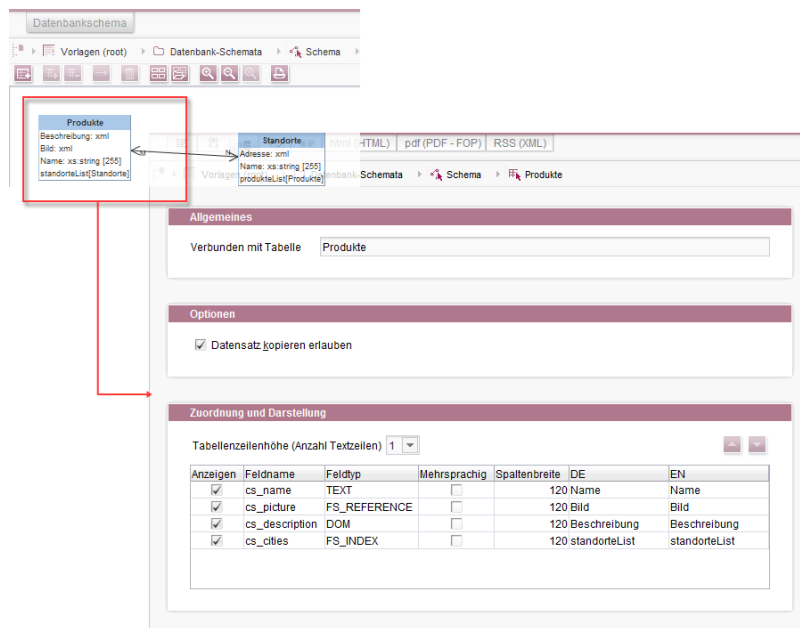 Datenbankschema
Vorlagen (root) Datenbank-Schemata Schema
Produkte
Beschreibung: xml
Bild: xml
Name: xs:string [255]
standorteList[Standorte]
M
N
Standorte
Adresse: xml
Name: xs:string [255]
produkteList[Produkte]
(HTML) pdf (PDF - FOP) RSS (XML)
Vorlagen Schemata Schema Produkte
Allgemeines
Verbunden mit Tabelle Produkte
Optionen
Datensatz kopieren erlauben
Zuordnung und Darstellung
Tabellenzeilenhöhe (Anzahl Textzeilen) 1
Anzeigen Feldname Feldtyp Mehrsprachig Spaltenbreite DE EN
cs_name TEXT 120 Name Name
cs_picture FS_REFERENCE 120 Bild Bild
cs_description DOM 120 Beschreibung Beschreibung
cs_cities FS_INDEX 120 standorteList standorteList